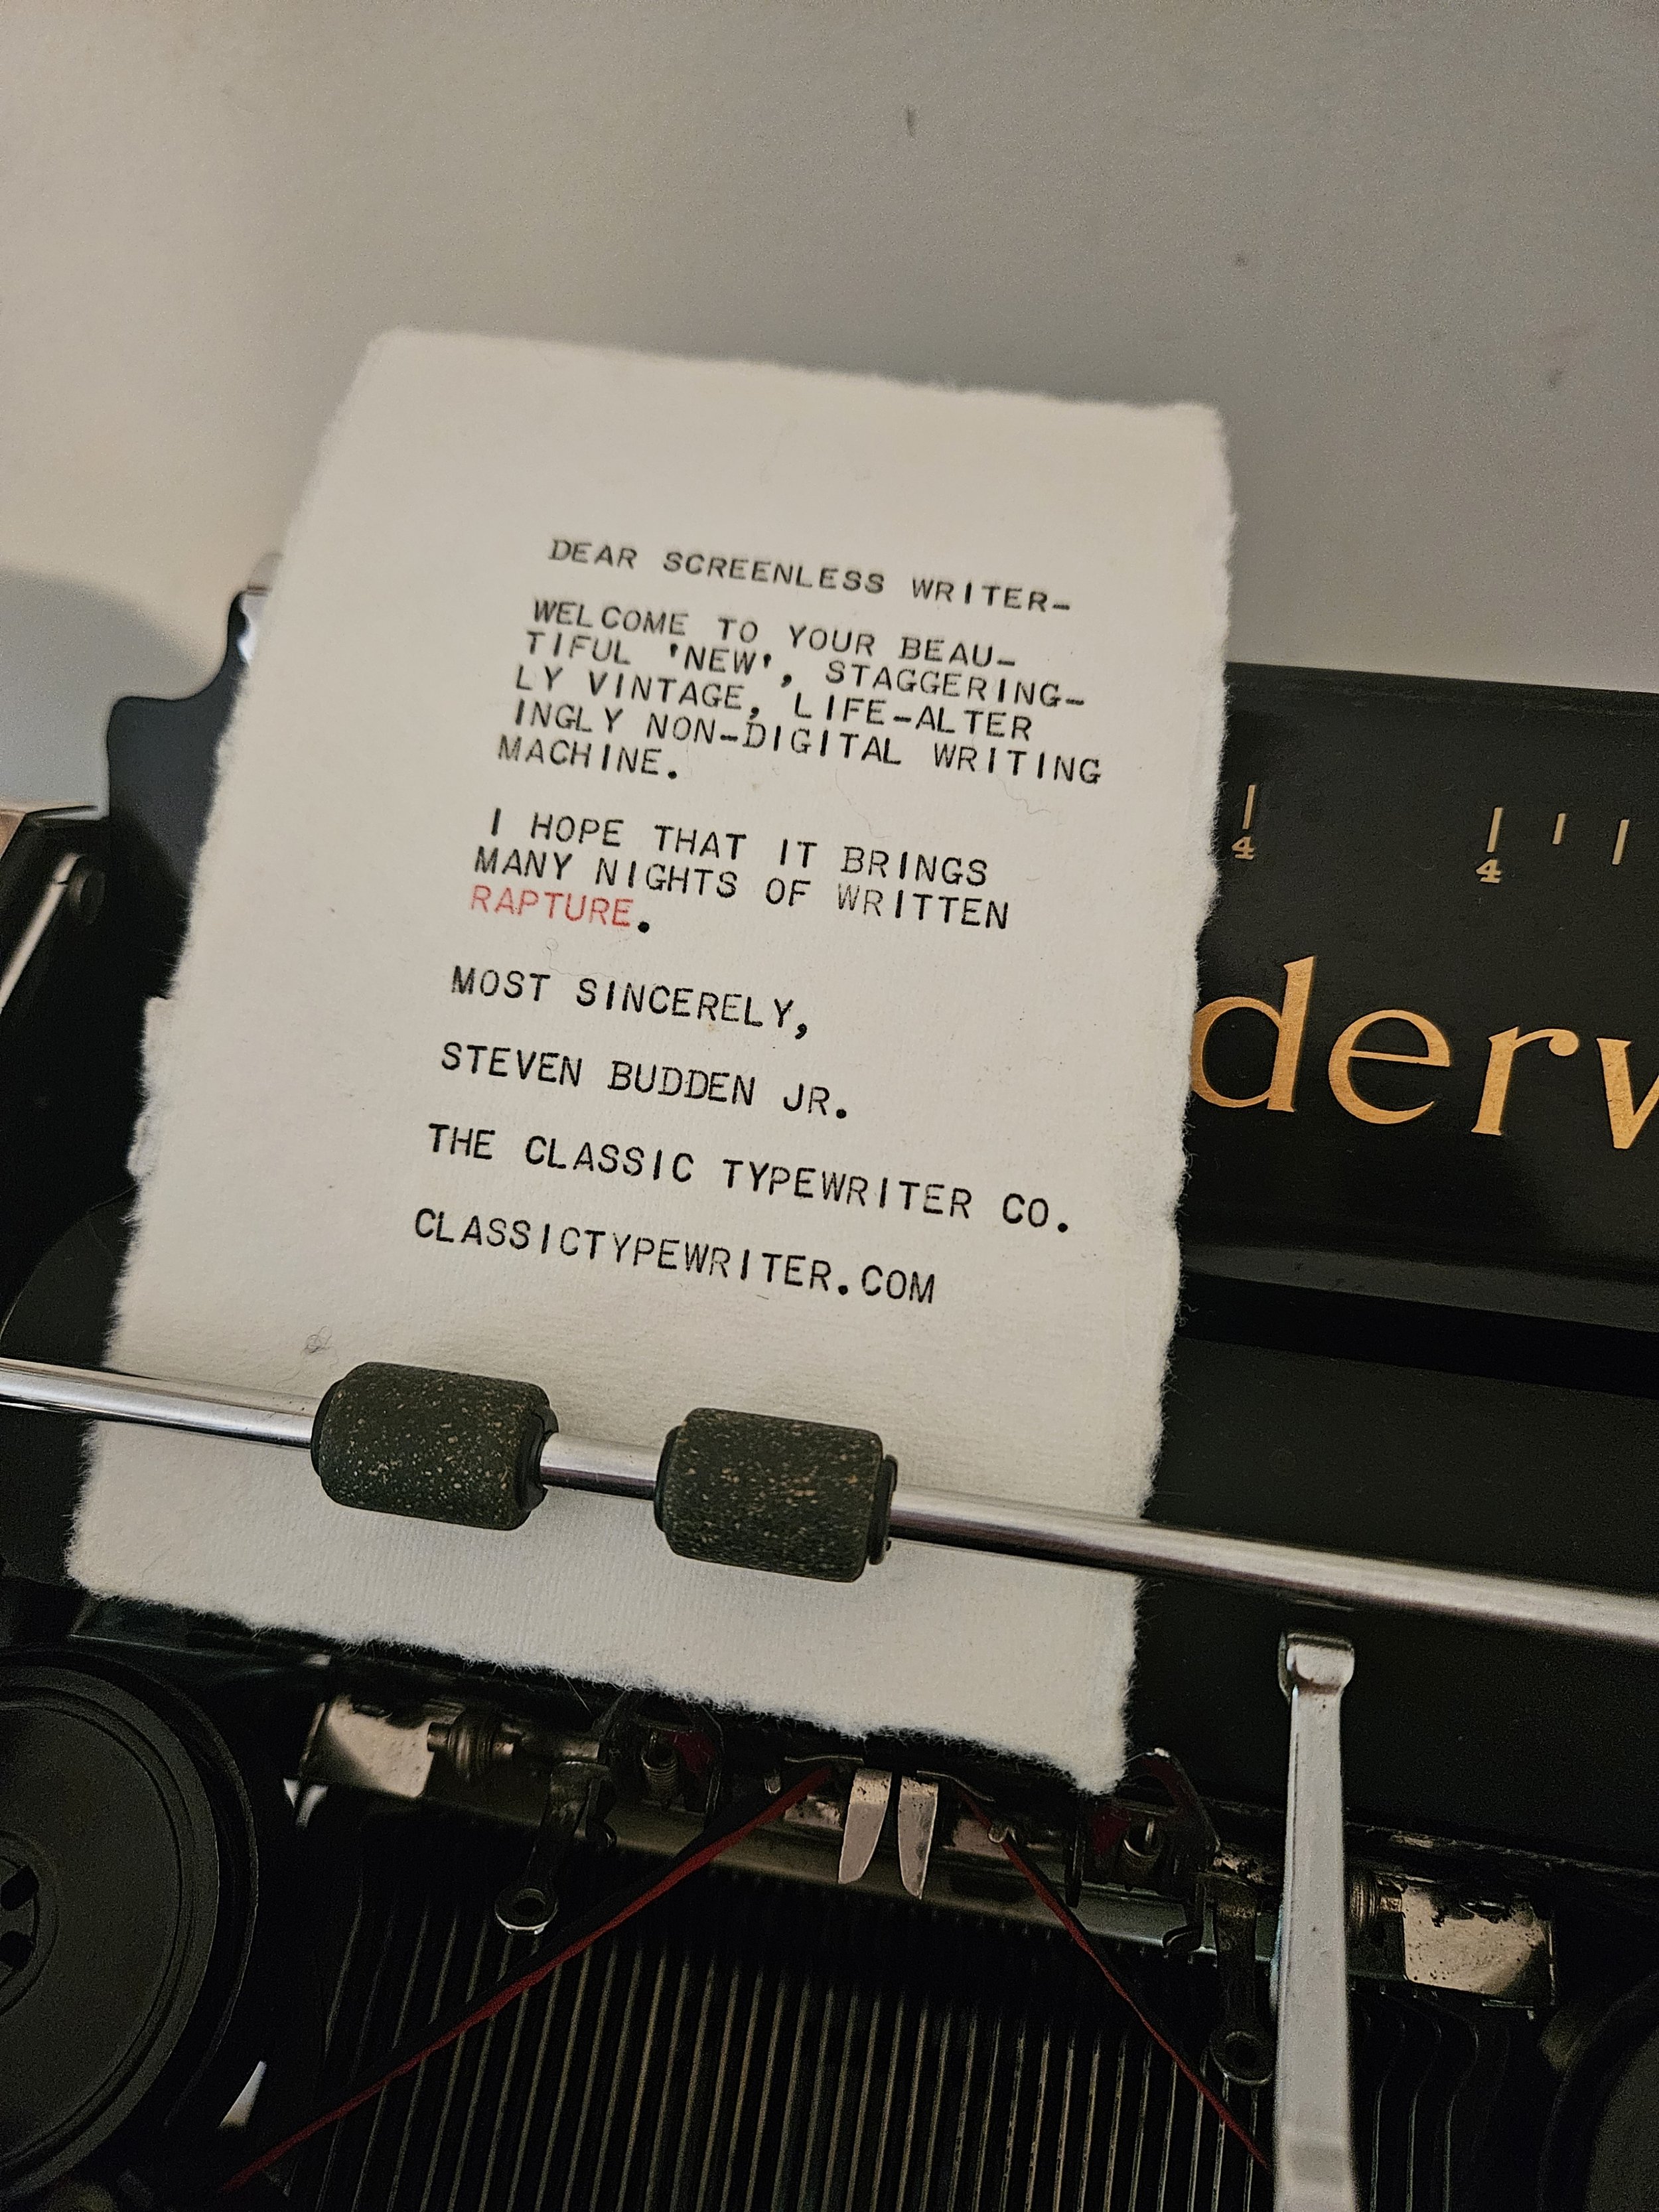 DEAR SCREENLESS WRITER-
WELCOME TO YOUR BEAU-
TIFUL 'NEW', STAGGERING-
LY VINTAGE, LIFE-ALTER
INGLY NON-DIGITAL WRITING
MACHINE.
I HOPE THAT IT BRINGS
MANY NIGHTS OF WRITTEN
RAPTURE.
MOST SINCERELY,
STEVEN BUDDEN JR.
THE CLASSIC TYPEWRITER CO.
CLASSICTYPEWRITER.COM
4 4
derw